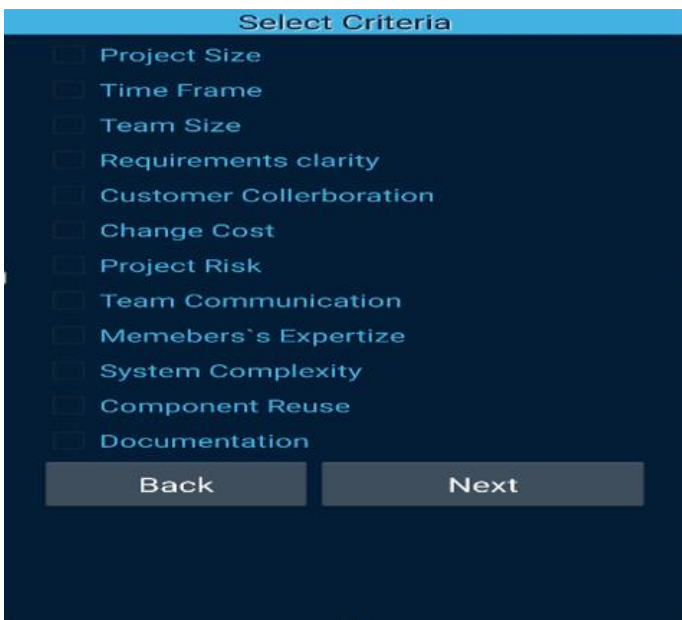 Select Criteria
Project Size
Time Frame
Team Size
Requirements clarity
Customer Collerboration
Change Cost
Project Risk
Team Communication
Memebers`s Expertize
System Complexity
Component Reuse
Documentation
Back Next